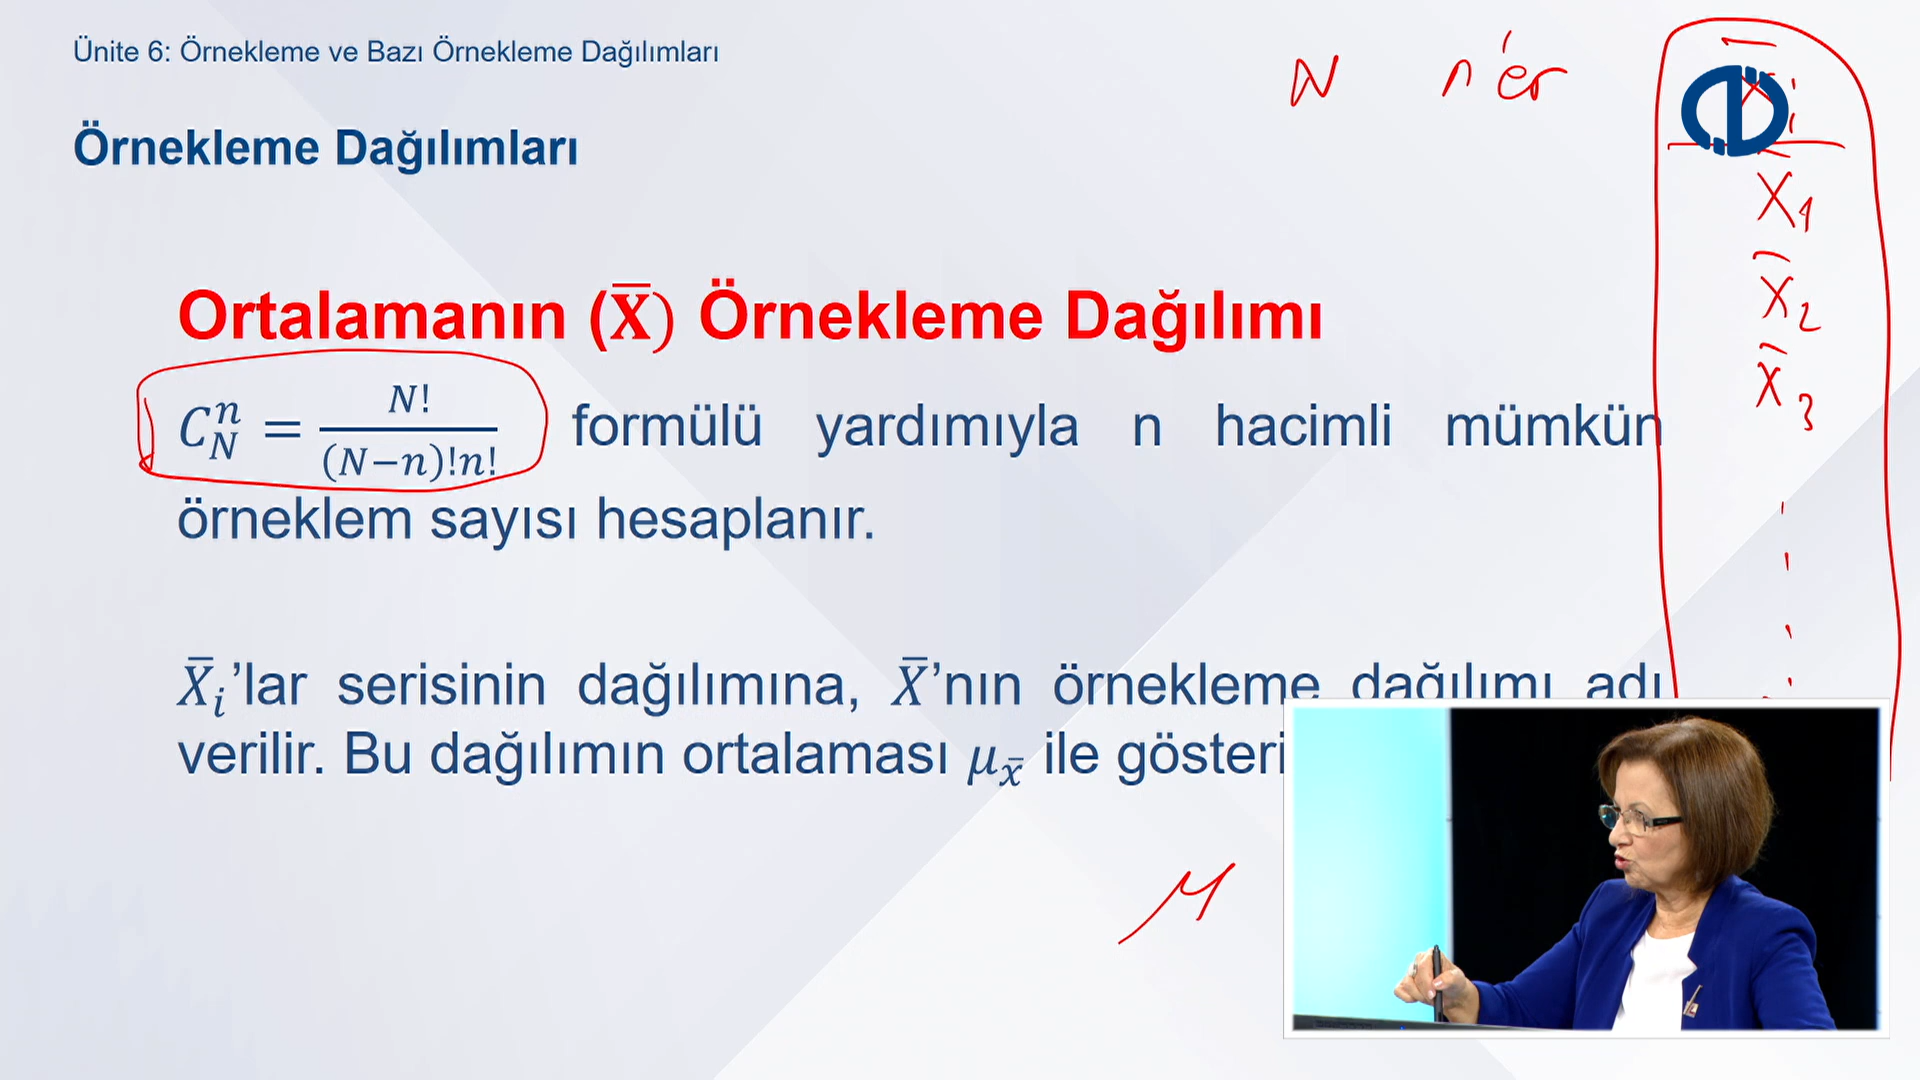 Ünite 6: Örnekleme ve Bazı Örnekleme Dağılımları
N n'er
Örnekleme Dağılımları
X̄₁
X̄₂
X̄₃
Ortalamanın (X̄) Örnekleme Dağılımı
C_N^n = N! / (N−n)!n! formülü yardımıyla n hacimli mümkün
örneklem sayısı hesaplanır.
X̄ᵢ’lar serisinin dağılımına, X̄’nın örnekleme dağılımı adı
verilir. Bu dağılımın ortalaması μ_x̄ ile gösteri
μ